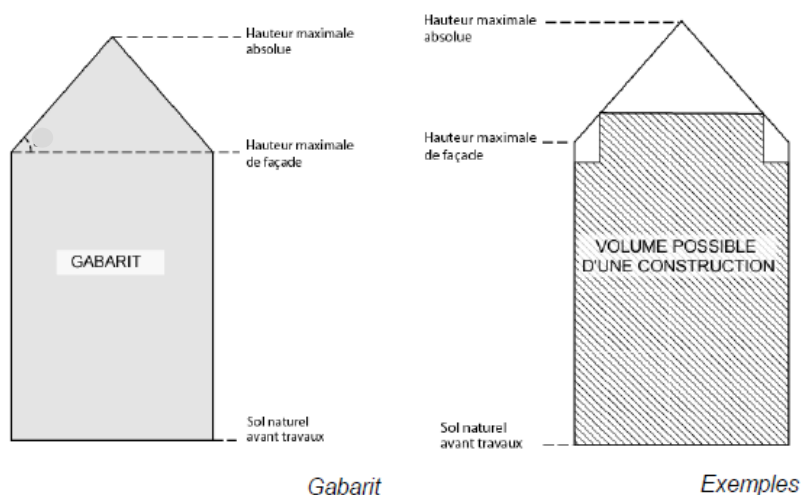 Hauteur maximale
absolue
Hauteur maximale
de façade
GABARIT
Sol naturel
avant travaux
Gabarit
Hauteur maximale
absolue
Hauteur maximale
de façade
VOLUME POSSIBLE
D'UNE CONSTRUCTION
Sol naturel
avant travaux
Exemples